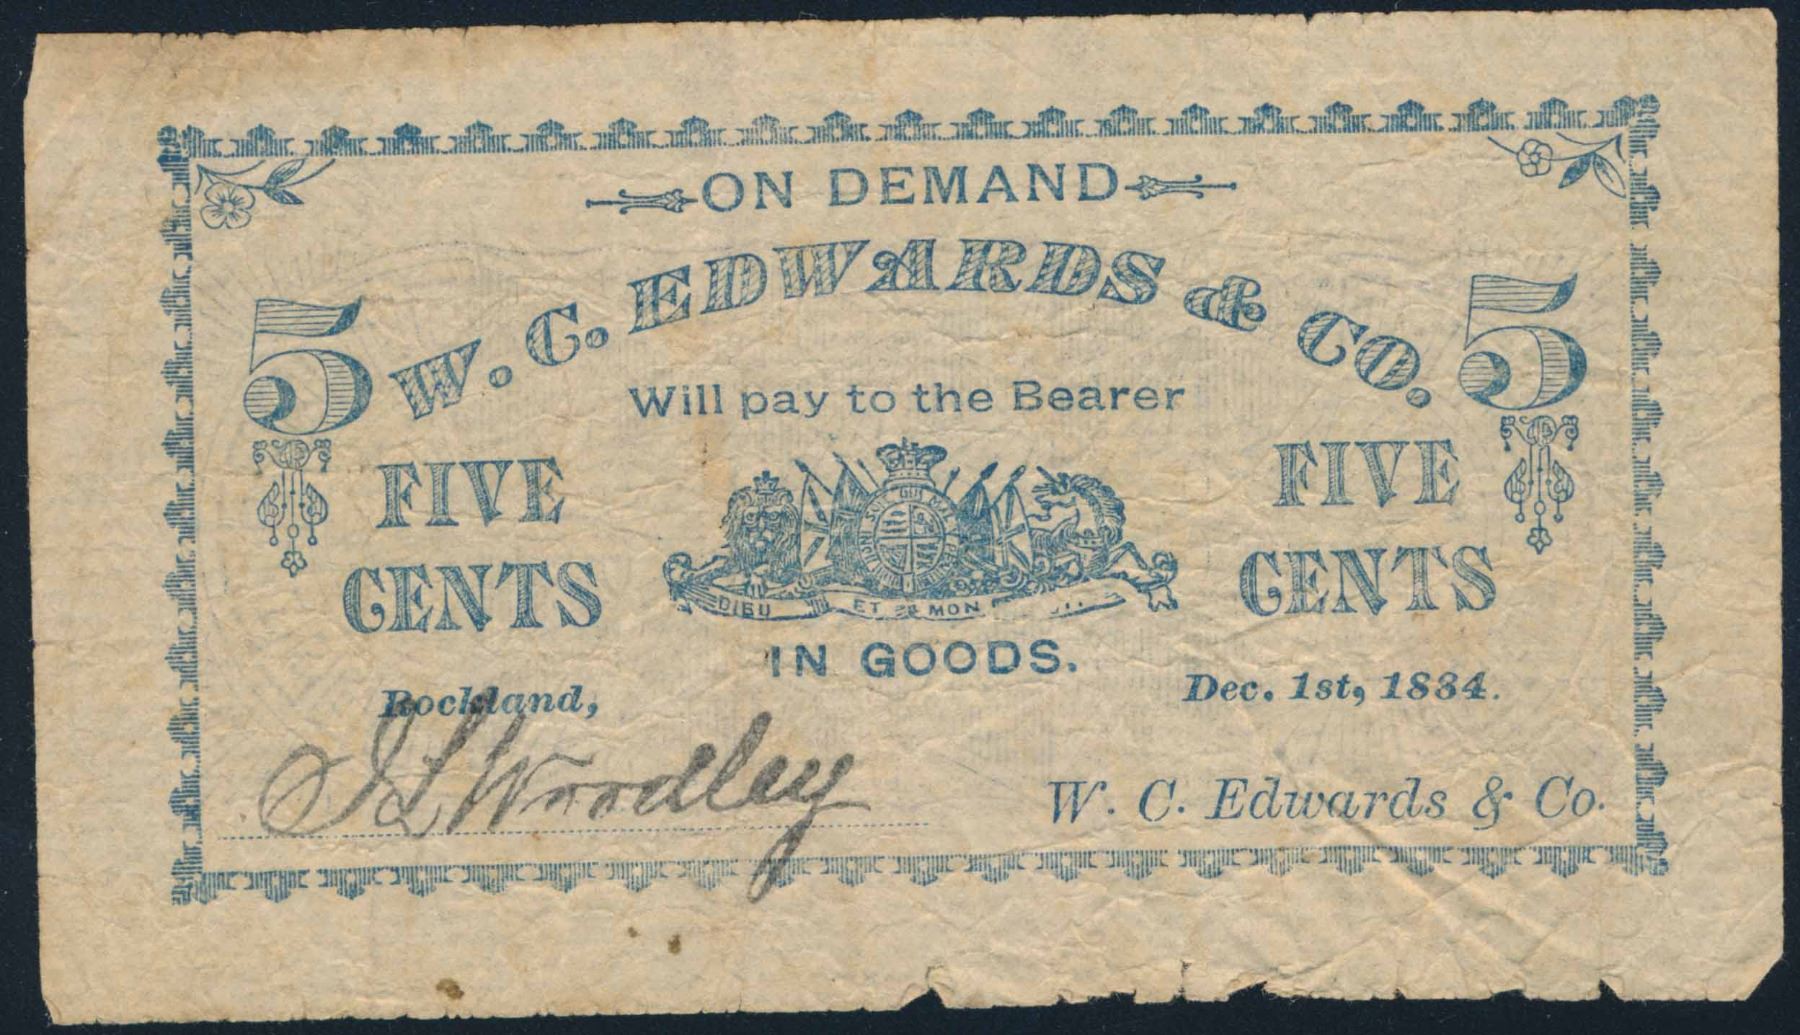 ON DEMAND
W. C. EDWARDS & CO.
5
5
Will pay to the Bearer
FIVE
CENTS
FIVE
CENTS
DIEU ET MON
IN GOODS.
Rockland,
Dec. 1st, 1884.
J L Woodley
W. C. Edwards & Co.